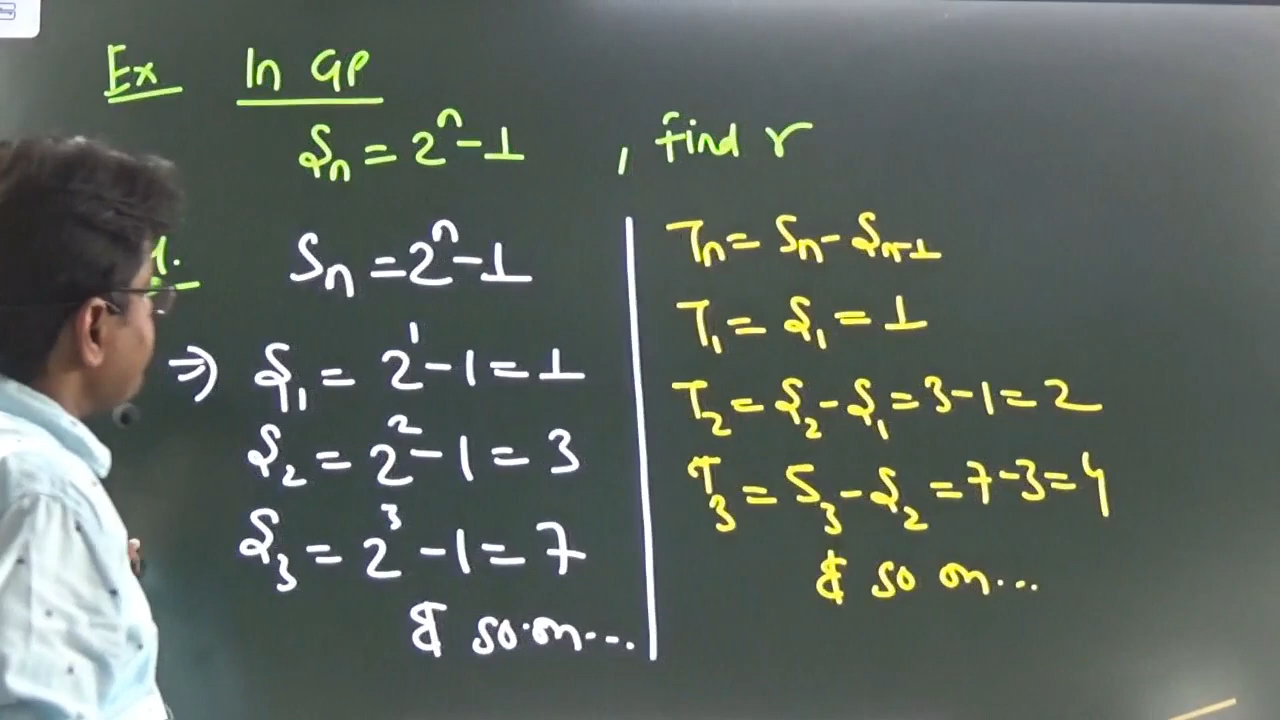 Ex In GP
Sn = 2^n - 1 , find r
Sn = 2^n - 1
⇒ S₁ = 2^1 - 1 = 1
S₂ = 2^2 - 1 = 3
S₃ = 2^3 - 1 = 7
& so on...
Tn = Sn - Sn-1
T₁ = S₁ = 1
T₂ = S₂ - S₁ = 3 - 1 = 2
T₃ = S₃ - S₂ = 7 - 3 = 4
& so on...